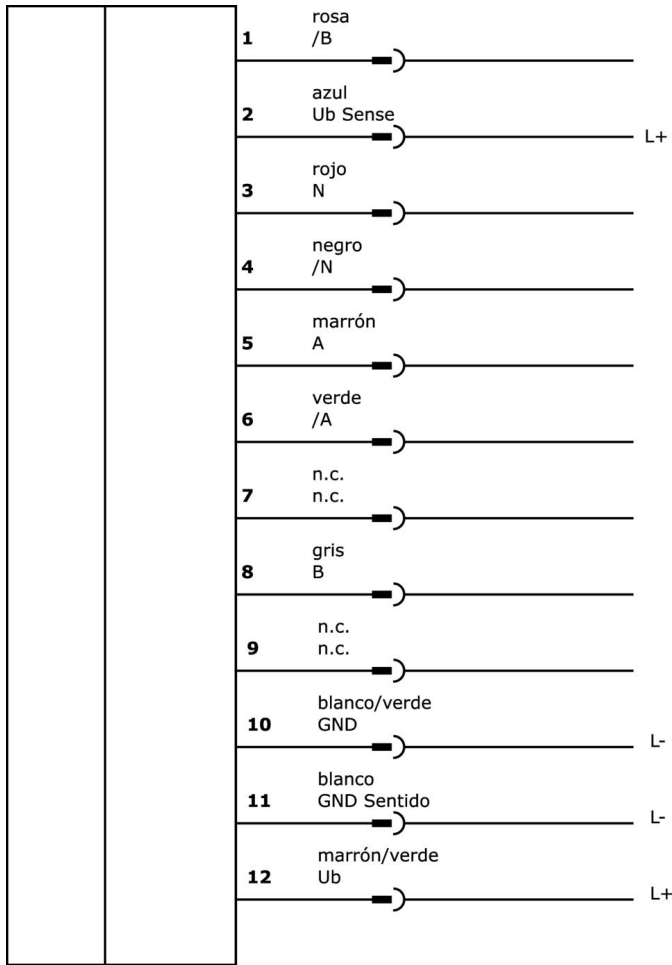 rosa
1 /B
azul
2 Ub Sense L+
rojo
3 N
negro
4 /N
marrón
5 A
verde
6 /A
n.c.
7 n.c.
gris
8 B
n.c.
9 n.c.
blanco/verde
10 GND L-
blanco
11 GND Sentido L-
marrón/verde
12 Ub L+